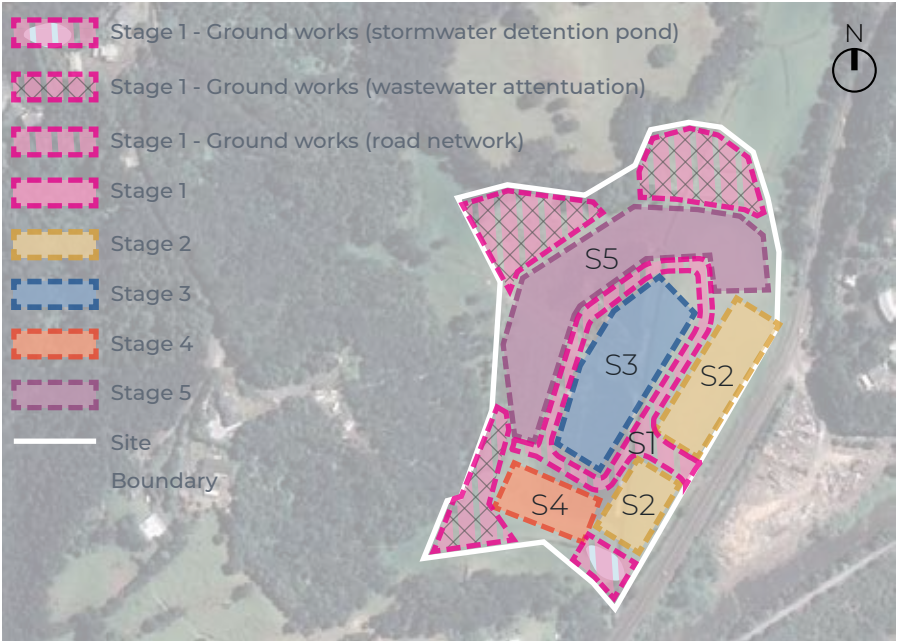 Stage 1 - Ground works (stormwater detention pond)
N
Stage 1 - Ground works (wastewater attentuation)
Stage 1 - Ground works (road network)
Stage 1
Stage 2
Stage 3
Stage 4
Stage 5
Site
Boundary
S5
S3
S2
S1
S4
S2